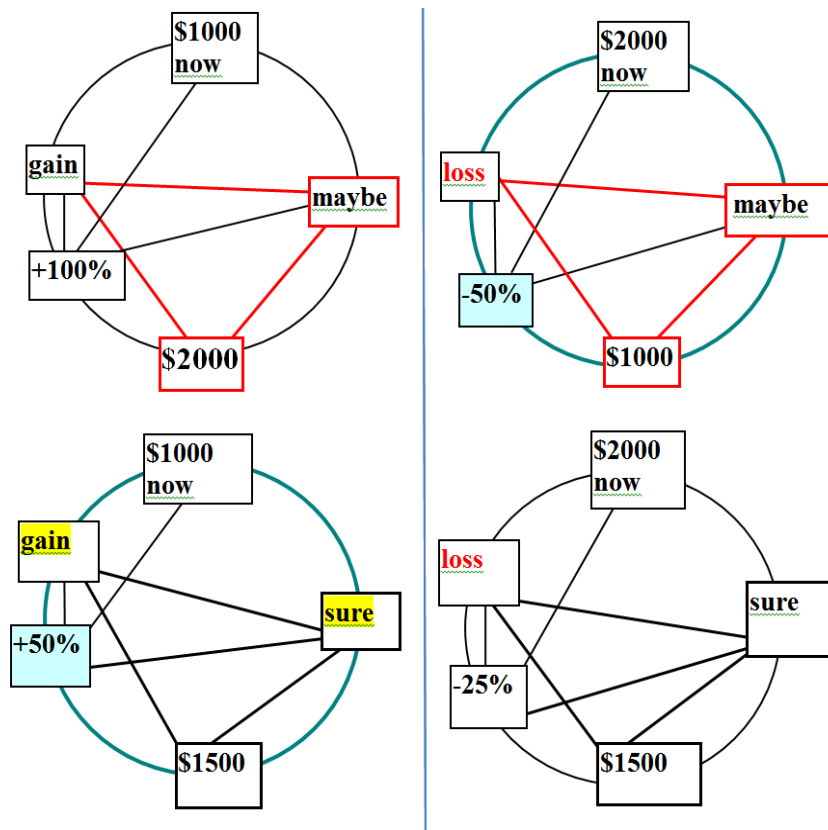 $1000
now
gain
maybe
+100%
$2000
$2000
now
loss
maybe
-50%
$1000
$1000
now
gain
sure
+50%
$1500
$2000
now
loss
sure
-25%
$1500